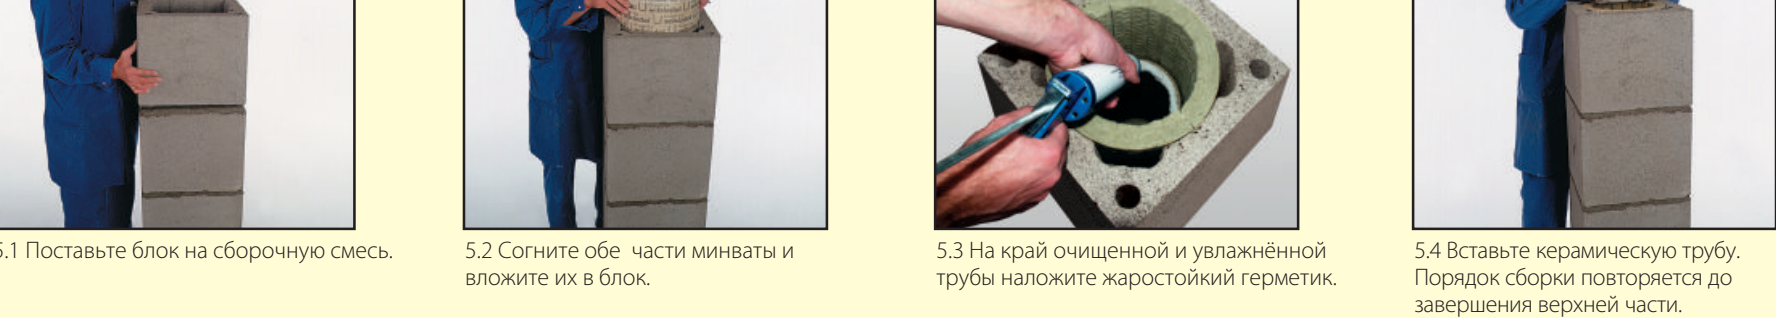 5.1 Поставьте блок на сборочную смесь.
5.2 Согните обе части минваты и
вложите их в блок.
5.3 На край очищенной и увлажнённой
трубы наложите жаростойкий герметик.
5.4 Вставьте керамическую трубу.
Порядок сборки повторяется до
завершения верхней части.